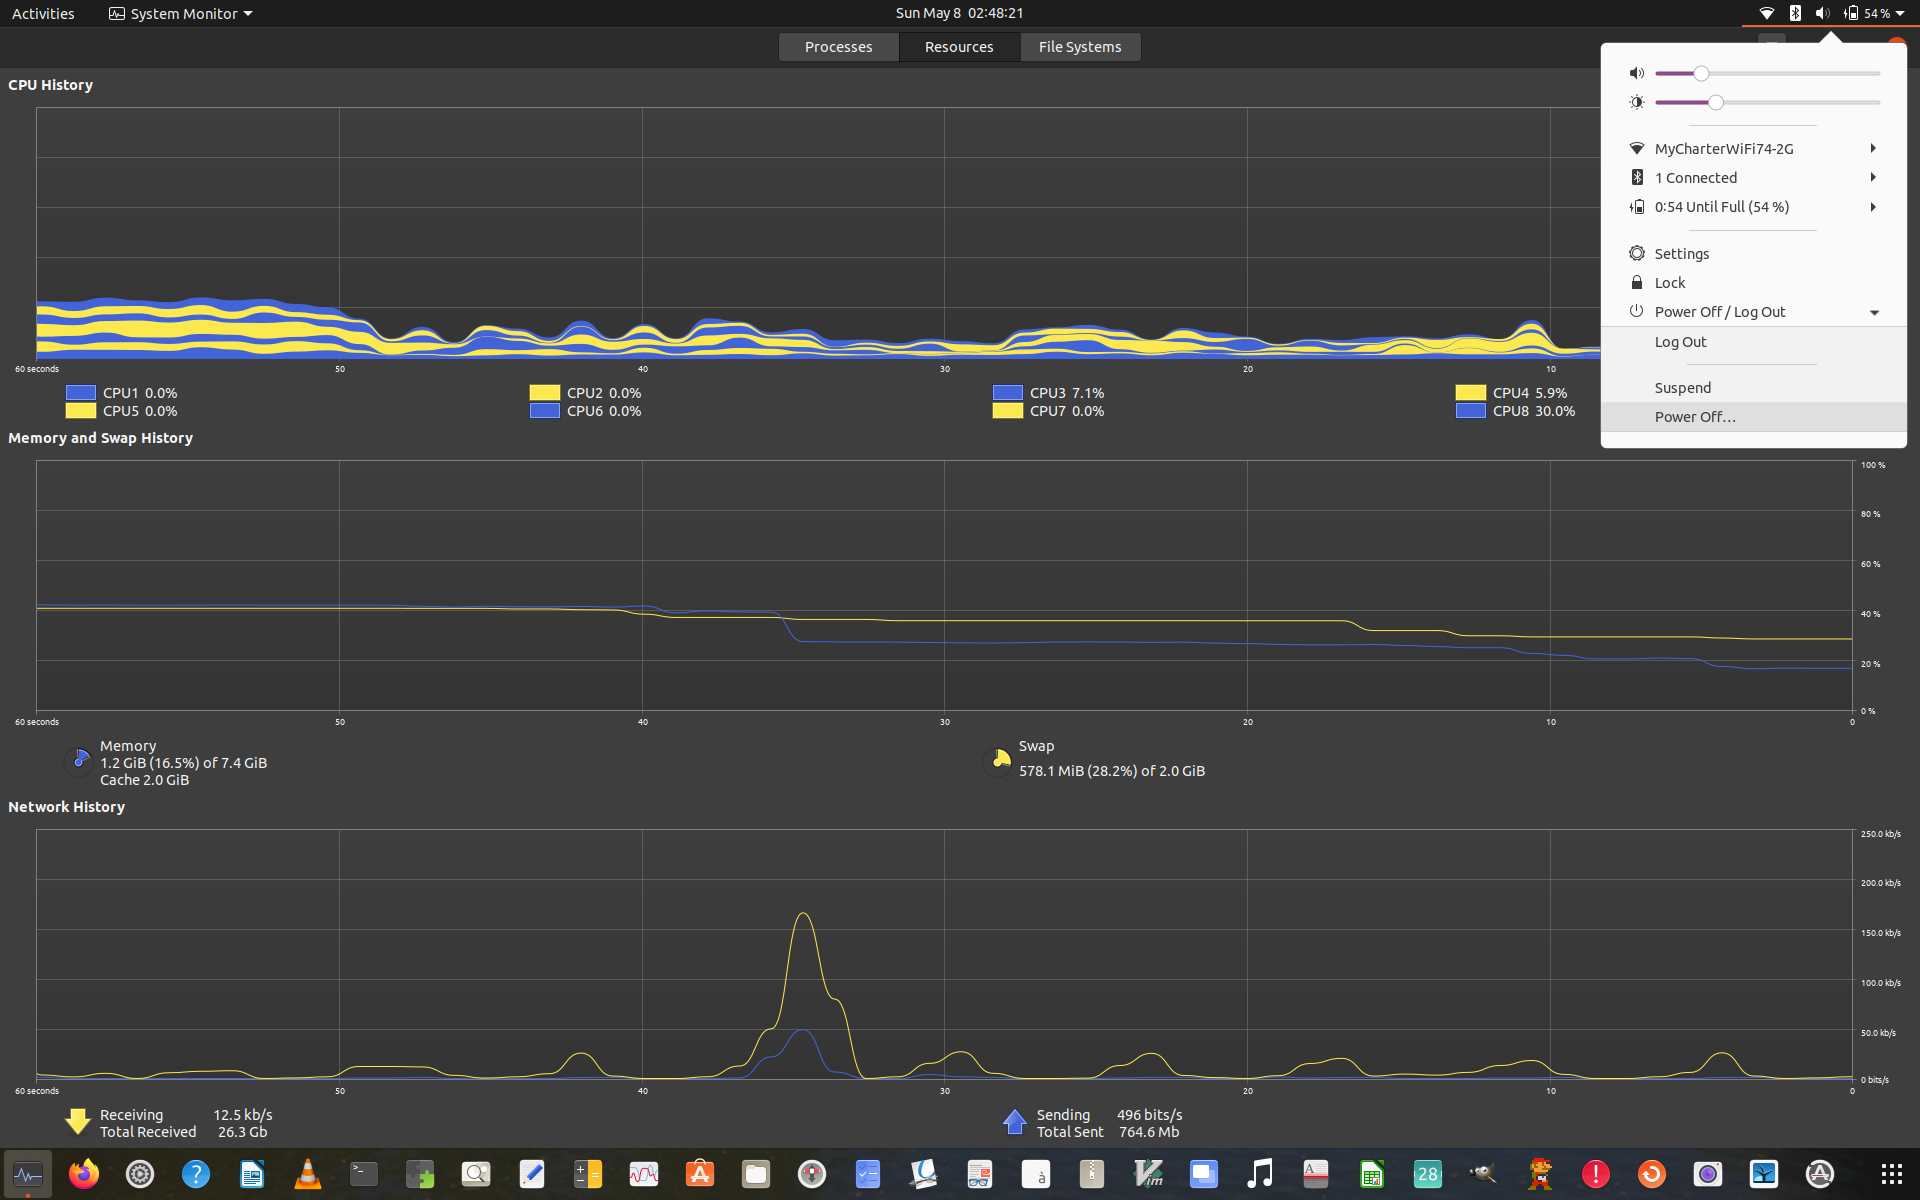 Activities
System Monitor
Sun May 8 02:48:21
54 %
Processes
Resources
File Systems
CPU History
60 seconds
50
40
30
20
10
CPU1 0.0%
CPU2 0.0%
CPU3 7.1%
CPU4 5.9%
CPU5 0.0%
CPU6 0.0%
CPU7 0.0%
CPU8 30.0%
MyCharterWiFi74-2G
1 Connected
0:54 Until Full (54 %)
Settings
Lock
Power Off / Log Out
Log Out
Suspend
Power Off...
Memory and Swap History
100 %
80 %
60 %
40 %
20 %
0 %
60 seconds
50
40
30
20
10
0
Memory
1.2 GiB (16.5%) of 7.4 GiB
Cache 2.0 GiB
Swap
578.1 MiB (28.2%) of 2.0 GiB
Network History
250.0 kb/s
200.0 kb/s
150.0 kb/s
100.0 kb/s
50.0 kb/s
0 bits/s
60 seconds
50
40
30
20
10
0
Receiving 12.5 kb/s
Total Received 26.3 Gb
Sending 496 bits/s
Total Sent 764.6 Mb
?
>_
à
Vim
A
28
!